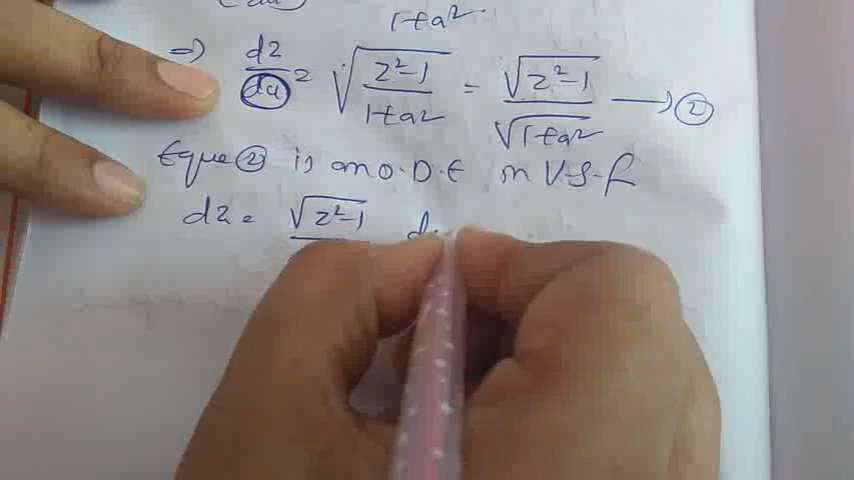 1+a²
⇒ dz/du = √(z²-1 / 1+a²) = √z²-1 / √1+a² → ②
Eque ② is an O.D.E in V.S.F
dz = √z²-1